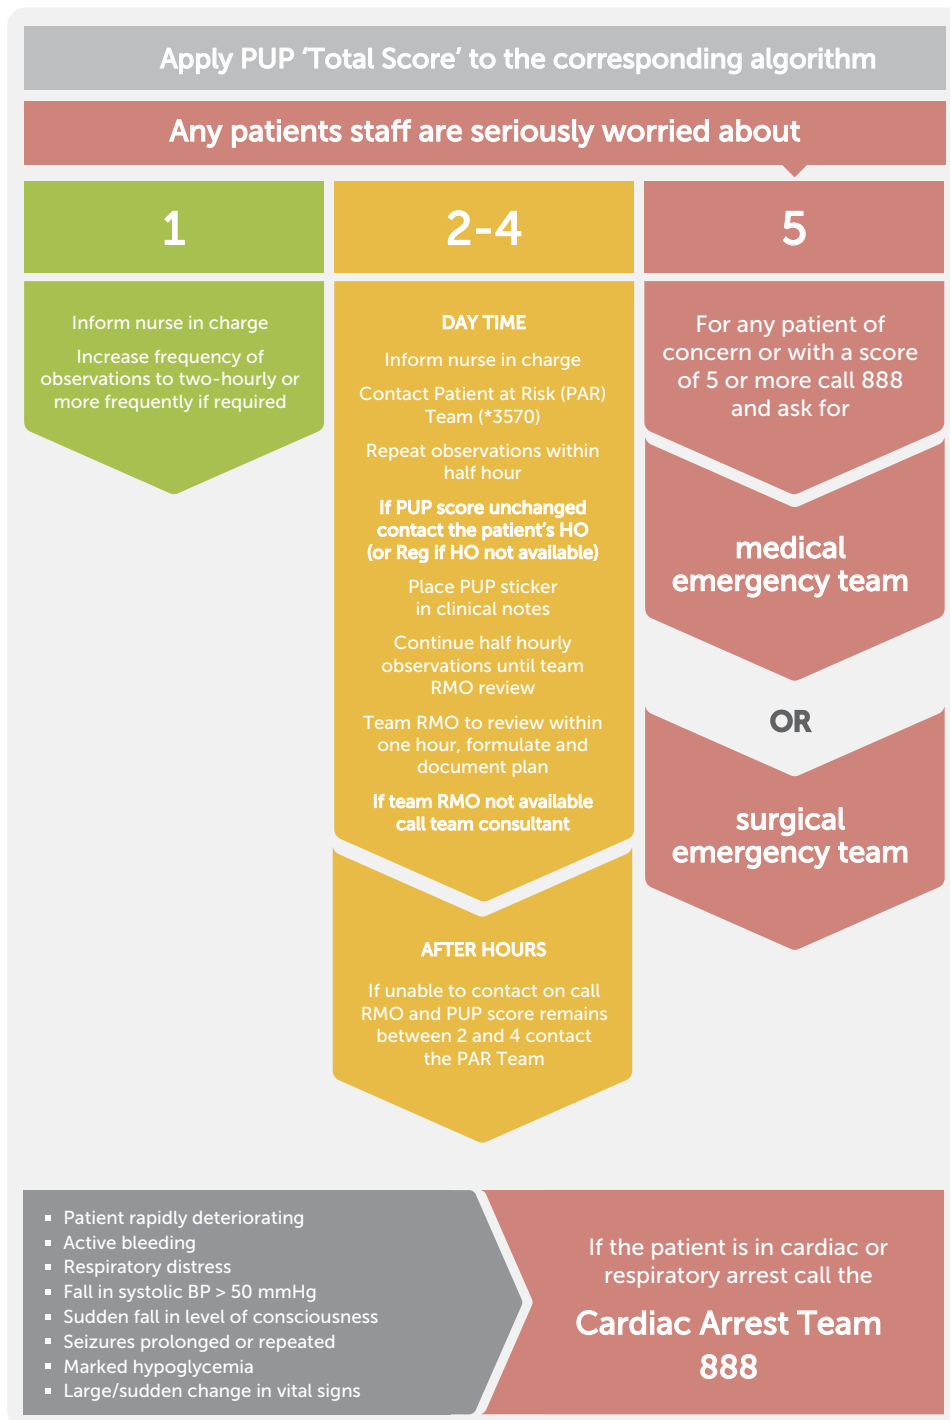 Apply PUP ‘Total Score’ to the corresponding algorithm
Any patients staff are seriously worried about
1
Inform nurse in charge
Increase frequency of
observations to two-hourly or
more frequently if required
2-4
DAY TIME
Inform nurse in charge
Contact Patient at Risk (PAR)
Team (*3570)
Repeat observations within
half hour
If PUP score unchanged
contact the patient’s HO
(or Reg if HO not available)
Place PUP sticker
in clinical notes
Continue half hourly
observations until team
RMO review
Team RMO to review within
one hour, formulate and
document plan
If team RMO not available
call team consultant
AFTER HOURS
If unable to contact on call
RMO and PUP score remains
between 2 and 4 contact
the PAR Team
5
For any patient of
concern or with a score
of 5 or more call 888
and ask for
medical
emergency team
OR
surgical
emergency team
▪ Patient rapidly deteriorating
▪ Active bleeding
▪ Respiratory distress
▪ Fall in systolic BP > 50 mmHg
▪ Sudden fall in level of consciousness
▪ Seizures prolonged or repeated
▪ Marked hypoglycemia
▪ Large/sudden change in vital signs
If the patient is in cardiac or
respiratory arrest call the
Cardiac Arrest Team
888